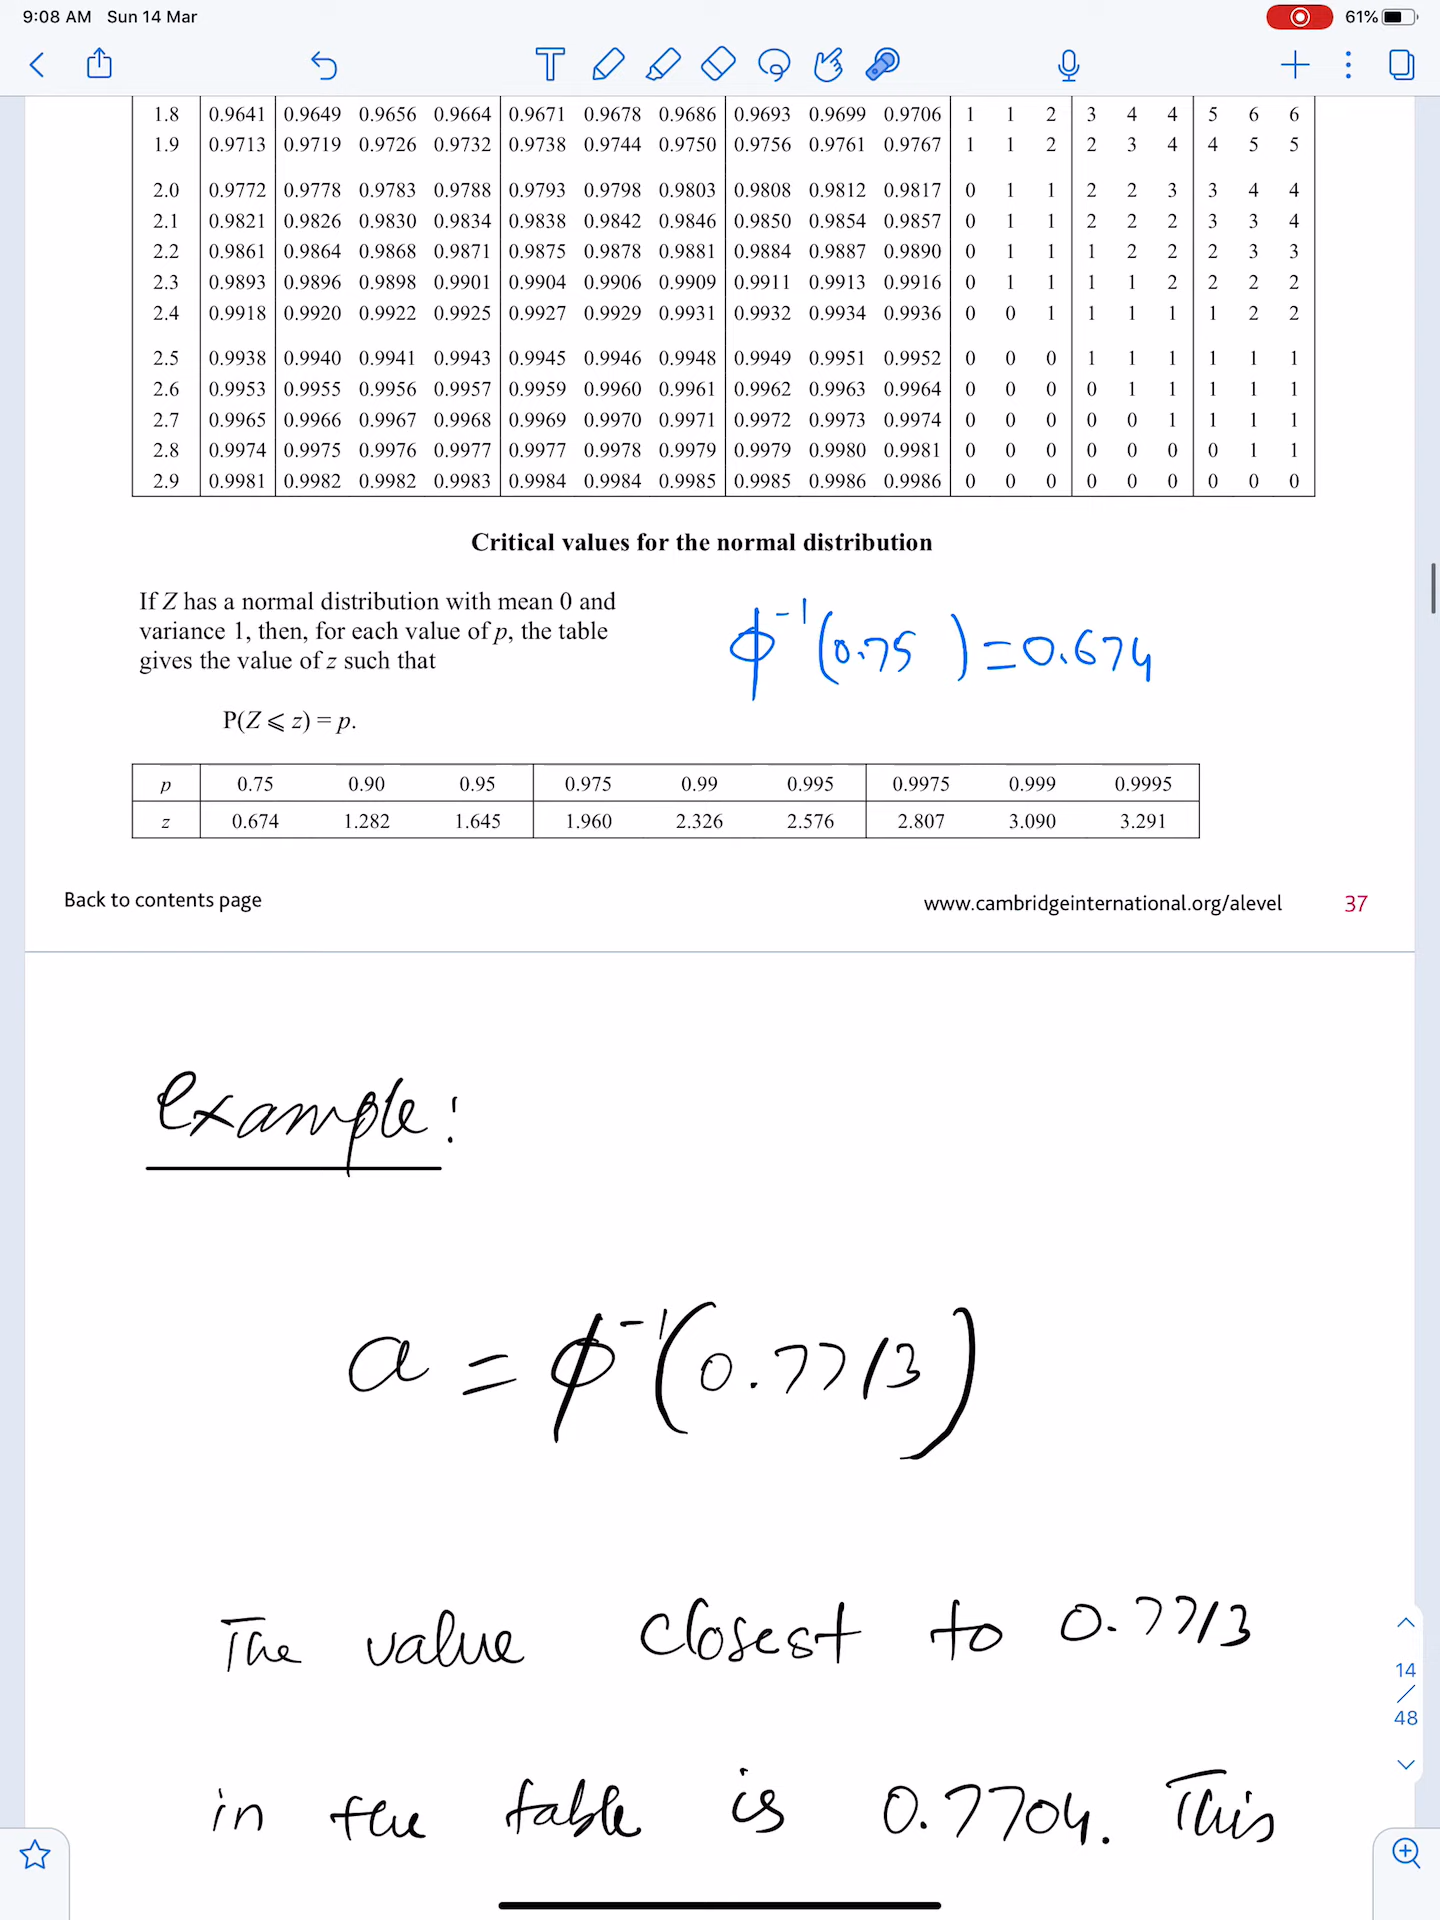 9:08 AM Sun 14 Mar 61%
1.8 0.9641 0.9649 0.9656 0.9664 0.9671 0.9678 0.9686 0.9693 0.9699 0.9706 1 1 2 3 4 4 5 6 6
1.9 0.9713 0.9719 0.9726 0.9732 0.9738 0.9744 0.9750 0.9756 0.9761 0.9767 1 1 2 2 3 4 4 5 5
2.0 0.9772 0.9778 0.9783 0.9788 0.9793 0.9798 0.9803 0.9808 0.9812 0.9817 0 1 1 2 2 3 3 4 4
2.1 0.9821 0.9826 0.9830 0.9834 0.9838 0.9842 0.9846 0.9850 0.9854 0.9857 0 1 1 2 2 2 3 3 4
2.2 0.9861 0.9864 0.9868 0.9871 0.9875 0.9878 0.9881 0.9884 0.9887 0.9890 0 1 1 1 2 2 2 3 3
2.3 0.9893 0.9896 0.9898 0.9901 0.9904 0.9906 0.9909 0.9911 0.9913 0.9916 0 1 1 1 1 2 2 2 2
2.4 0.9918 0.9920 0.9922 0.9925 0.9927 0.9929 0.9931 0.9932 0.9934 0.9936 0 0 1 1 1 1 1 2 2
2.5 0.9938 0.9940 0.9941 0.9943 0.9945 0.9946 0.9948 0.9949 0.9951 0.9952 0 0 0 1 1 1 1 1 1
2.6 0.9953 0.9955 0.9956 0.9957 0.9959 0.9960 0.9961 0.9962 0.9963 0.9964 0 0 0 0 1 1 1 1 1
2.7 0.9965 0.9966 0.9967 0.9968 0.9969 0.9970 0.9971 0.9972 0.9973 0.9974 0 0 0 0 0 1 1 1 1
2.8 0.9974 0.9975 0.9976 0.9977 0.9977 0.9978 0.9979 0.9979 0.9980 0.9981 0 0 0 0 0 0 0 1 1
2.9 0.9981 0.9982 0.9982 0.9983 0.9984 0.9984 0.9985 0.9985 0.9986 0.9986 0 0 0 0 0 0 0 0 0
Critical values for the normal distribution
If Z has a normal distribution with mean 0 and
variance 1, then, for each value of p, the table
gives the value of z such that
P(Z ⩽ z) = p.
ϕ⁻¹(0.75) = 0.674
p 0.75 0.90 0.95 0.975 0.99 0.995 0.9975 0.999 0.9995
z 0.674 1.282 1.645 1.960 2.326 2.576 2.807 3.090 3.291
Back to contents page www.cambridgeinternational.org/alevel 37
example:
a = ϕ⁻¹(0.7713)
The value closest to 0.7713
in the table is 0.7704. This
14
/
48